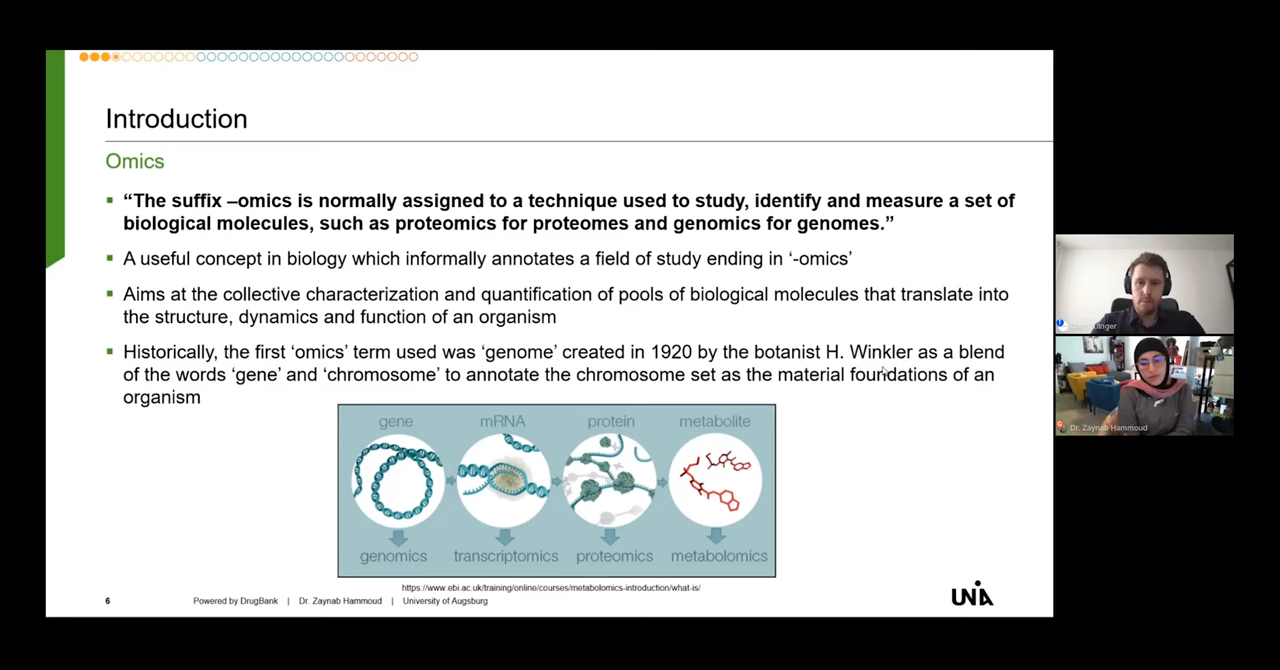 Introduction
Omics
“The suffix –omics is normally assigned to a technique used to study, identify and measure a set of
biological molecules, such as proteomics for proteomes and genomics for genomes.”
A useful concept in biology which informally annotates a field of study ending in ‘-omics’
Aims at the collective characterization and quantification of pools of biological molecules that translate into
the structure, dynamics and function of an organism
Historically, the first ‘omics’ term used was ‘genome’ created in 1920 by the botanist H. Winkler as a blend
of the words ‘gene’ and ‘chromosome’ to annotate the chromosome set as the material foundations of an
organism
gene mRNA protein metabolite
genomics transcriptomics proteomics metabolomics
https://www.ebi.ac.uk/training/online/courses/metabolomics-introduction/what-is/
6 Powered by DrugBank | Dr. Zaynab Hammoud | University of Augsburg
UNIA
Dr. Zaynab Hammoud